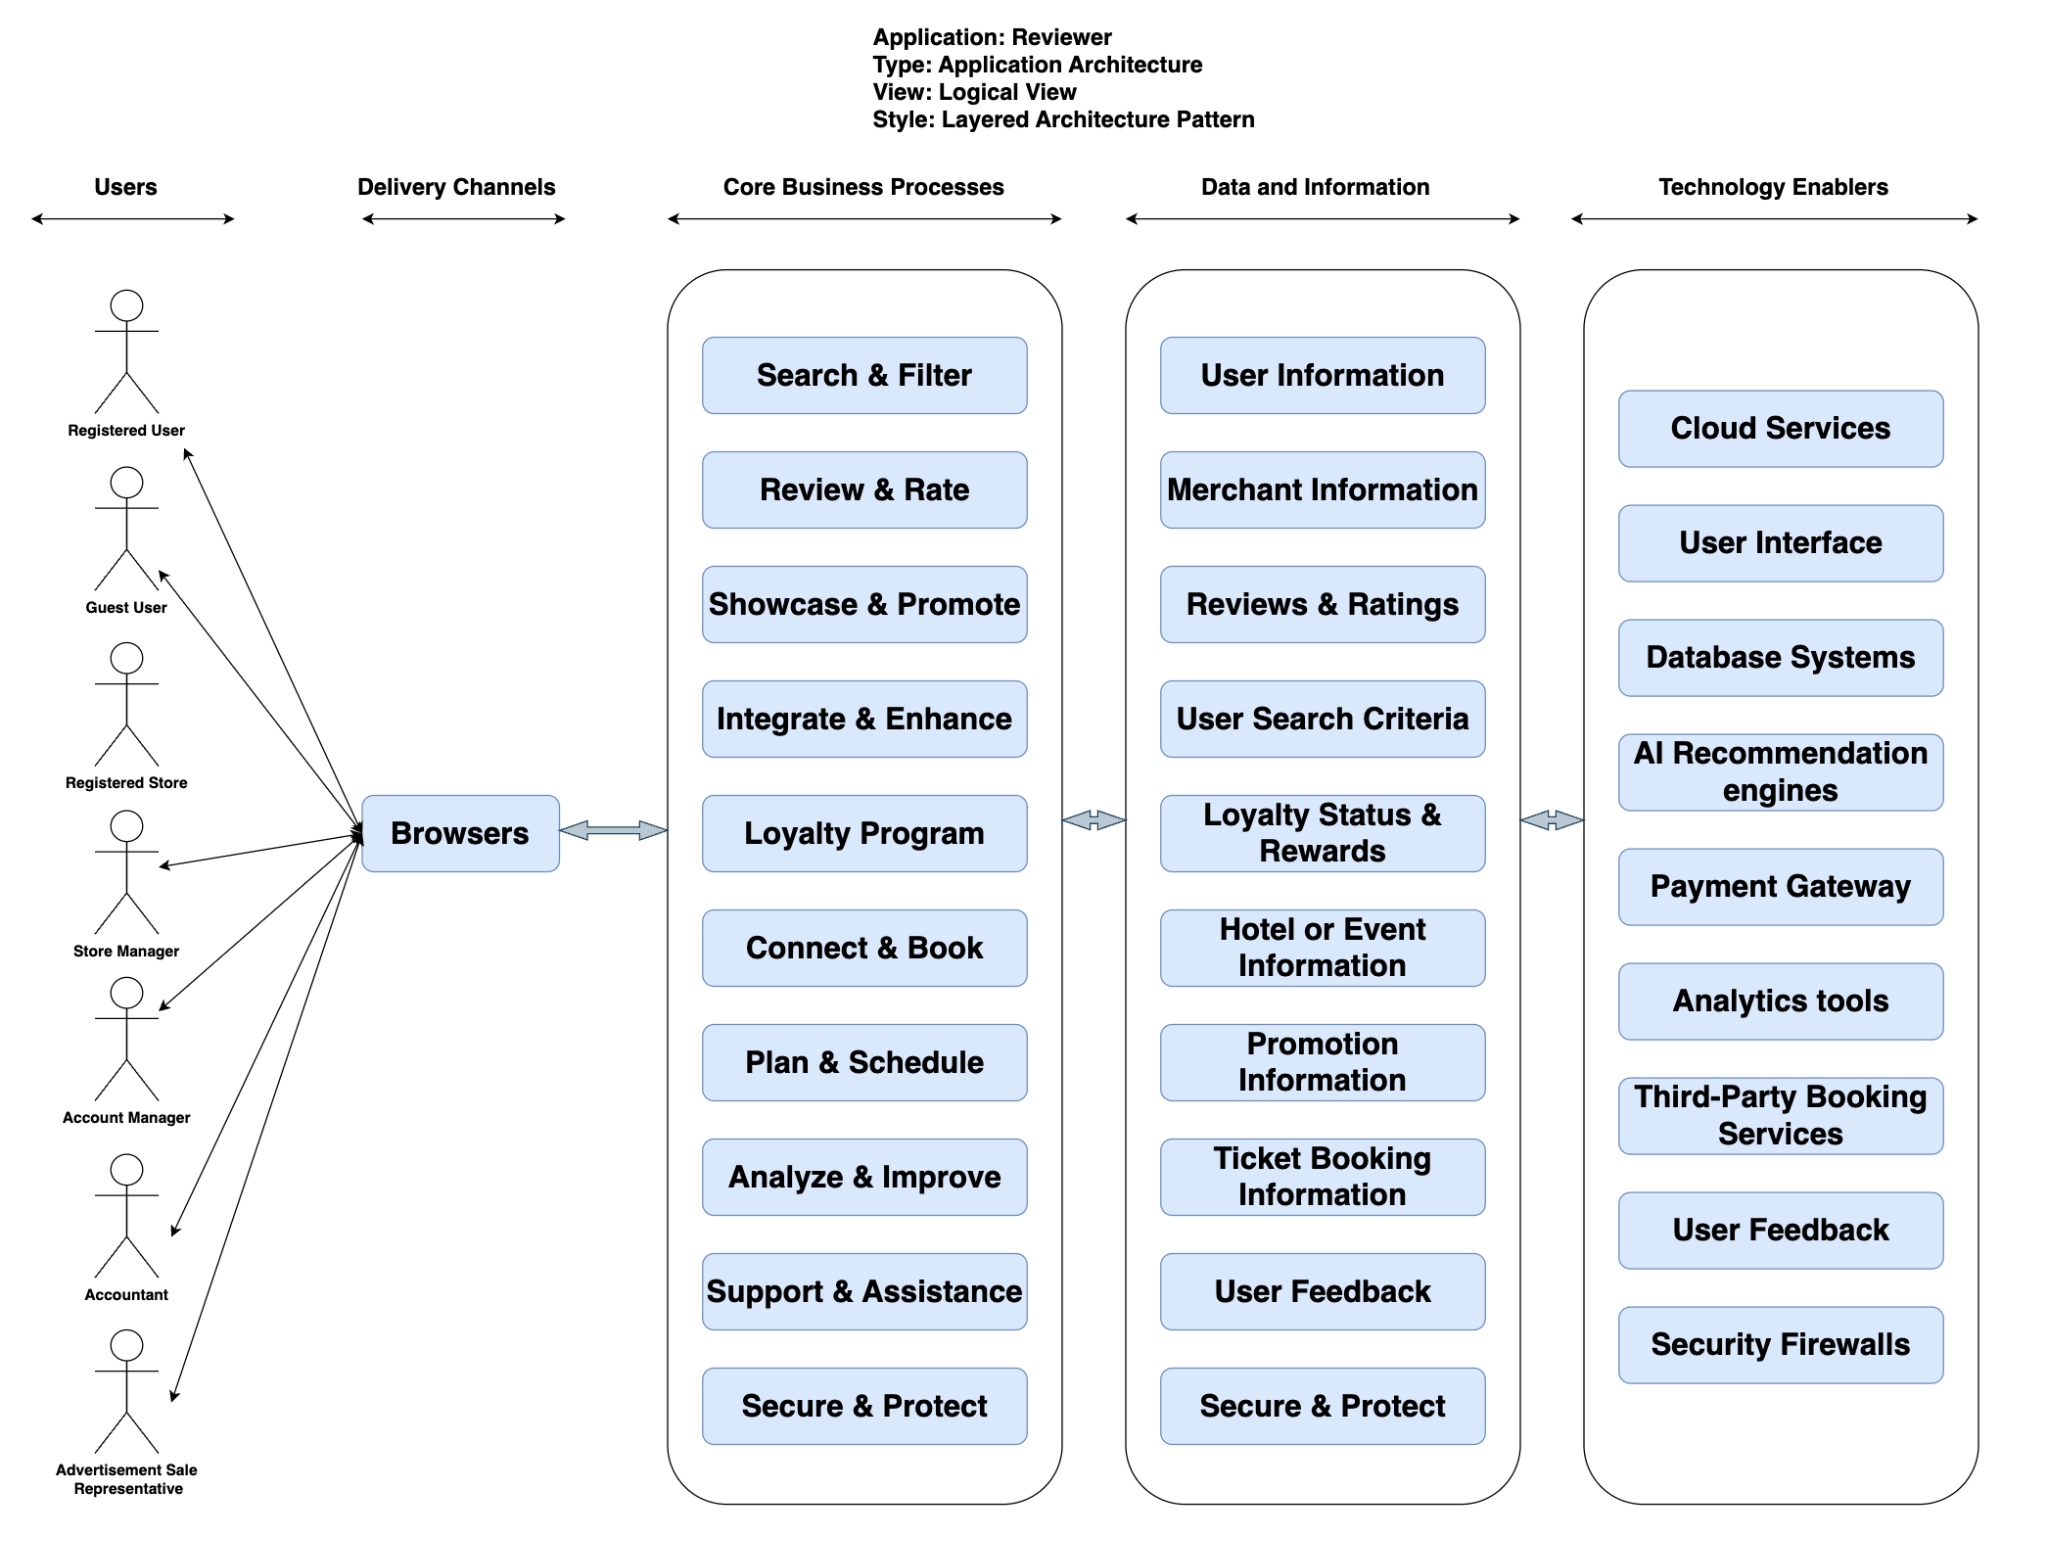 Application: Reviewer
Type: Application Architecture
View: Logical View
Style: Layered Architecture Pattern
Users
Delivery Channels
Core Business Processes
Data and Information
Technology Enablers
Registered User
Guest User
Registered Store
Store Manager
Account Manager
Accountant
Advertisement Sale
Representative
Browsers
Search & Filter
Review & Rate
Showcase & Promote
Integrate & Enhance
Loyalty Program
Connect & Book
Plan & Schedule
Analyze & Improve
Support & Assistance
Secure & Protect
User Information
Merchant Information
Reviews & Ratings
User Search Criteria
Loyalty Status &
Rewards
Hotel or Event
Information
Promotion
Information
Ticket Booking
Information
User Feedback
Secure & Protect
Cloud Services
User Interface
Database Systems
AI Recommendation
engines
Payment Gateway
Analytics tools
Third-Party Booking
Services
User Feedback
Security Firewalls